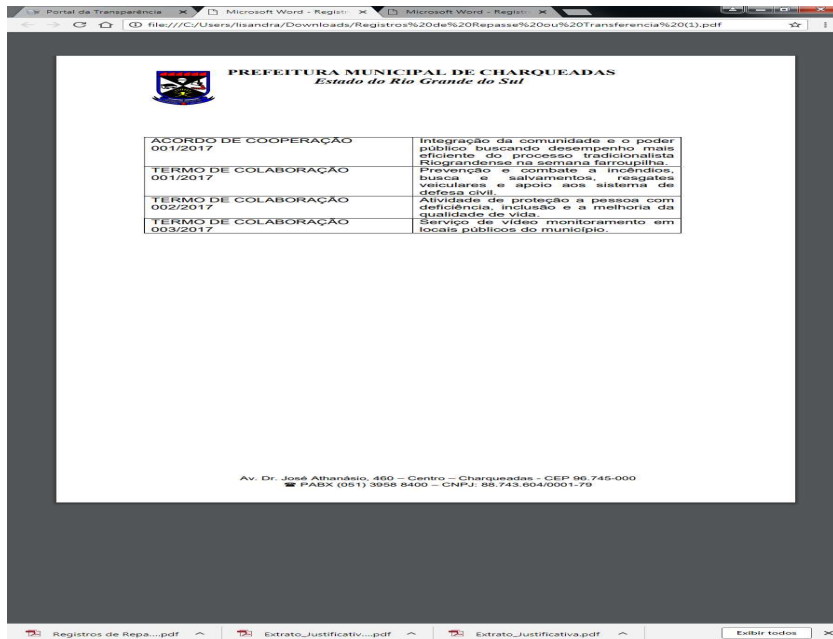 Portal da Transparência
Microsoft Word - Registr
Microsoft Word - Registr
file:///C:/Users/lisandra/Downloads/Registros%20de%20Repasse%20ou%20Transferencia%20(1).pdf
PREFEITURA MUNICIPAL DE CHARQUEADAS
Estado do Rio Grande do Sul
ACORDO DE COOPERAÇÃO
001/2017
Integração da comunidade e o poder
público buscando desempenho mais
eficiente do processo tradicionalista
Riograndense na semana farroupilha.
TERMO DE COLABORAÇÃO
001/2017
Prevenção e combate a incêndios,
busca e salvamentos, resgates
veiculares e apoio aos sistema de
defesa civil.
TERMO DE COLABORAÇÃO
002/2017
Atividade de proteção a pessoa com
deficiência, inclusão e a melhoria da
qualidade de vida.
TERMO DE COLABORAÇÃO
003/2017
Serviço de vídeo monitoramento em
locais públicos do município.
Av. Dr. José Athanásio, 460 – Centro – Charqueadas - CEP 96.745-000
☎ PABX (051) 3958 8400 – CNPJ: 88.743.604/0001-79
Registros de Repa....pdf
Extrato_Justificativ....pdf
Extrato_Justificativa.pdf
Exibir todos